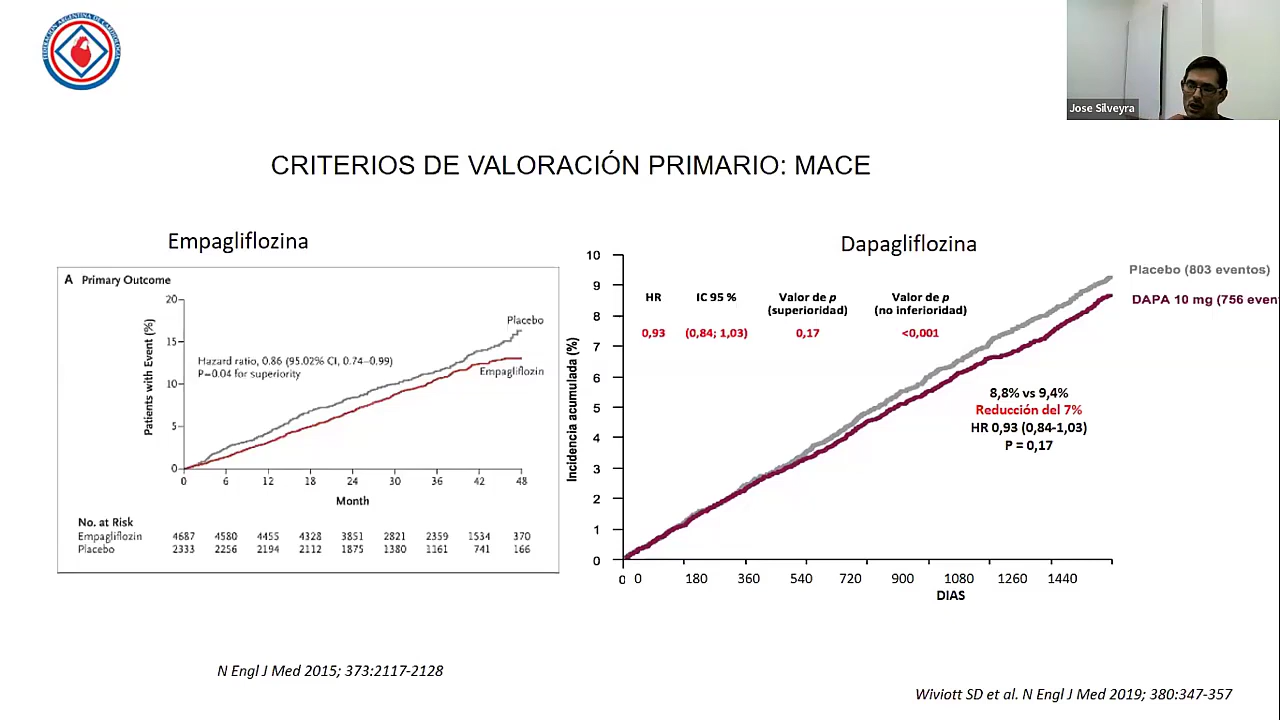 FEDERACIÓN ARGENTINA DE CARDIOLOGÍA
Jose Silveyra
CRITERIOS DE VALORACIÓN PRIMARIO: MACE
Empagliflozina
A Primary Outcome
Patients with Event (%)
20
15
10
5
0
Placebo
Hazard ratio, 0.86 (95.02% CI, 0.74–0.99)
P=0.04 for superiority
Empagliflozin
0 6 12 18 24 30 36 42 48
Month
No. at Risk
Empagliflozin 4687 4580 4455 4328 3851 2821 2359 1534 370
Placebo 2333 2256 2194 2112 1875 1380 1161 741 166
N Engl J Med 2015; 373:2117-2128
Dapagliflozina
Incidencia acumulada (%)
10
9
8
7
6
5
4
3
2
1
0
HR IC 95 % Valor de p (superioridad) Valor de p (no inferioridad)
0,93 (0,84; 1,03) 0,17 <0,001
Placebo (803 eventos)
DAPA 10 mg (756 even
8,8% vs 9,4%
Reducción del 7%
HR 0,93 (0,84-1,03)
P = 0,17
0 0 180 360 540 720 900 1080 1260 1440
DIAS
Wiviott SD et al. N Engl J Med 2019; 380:347-357